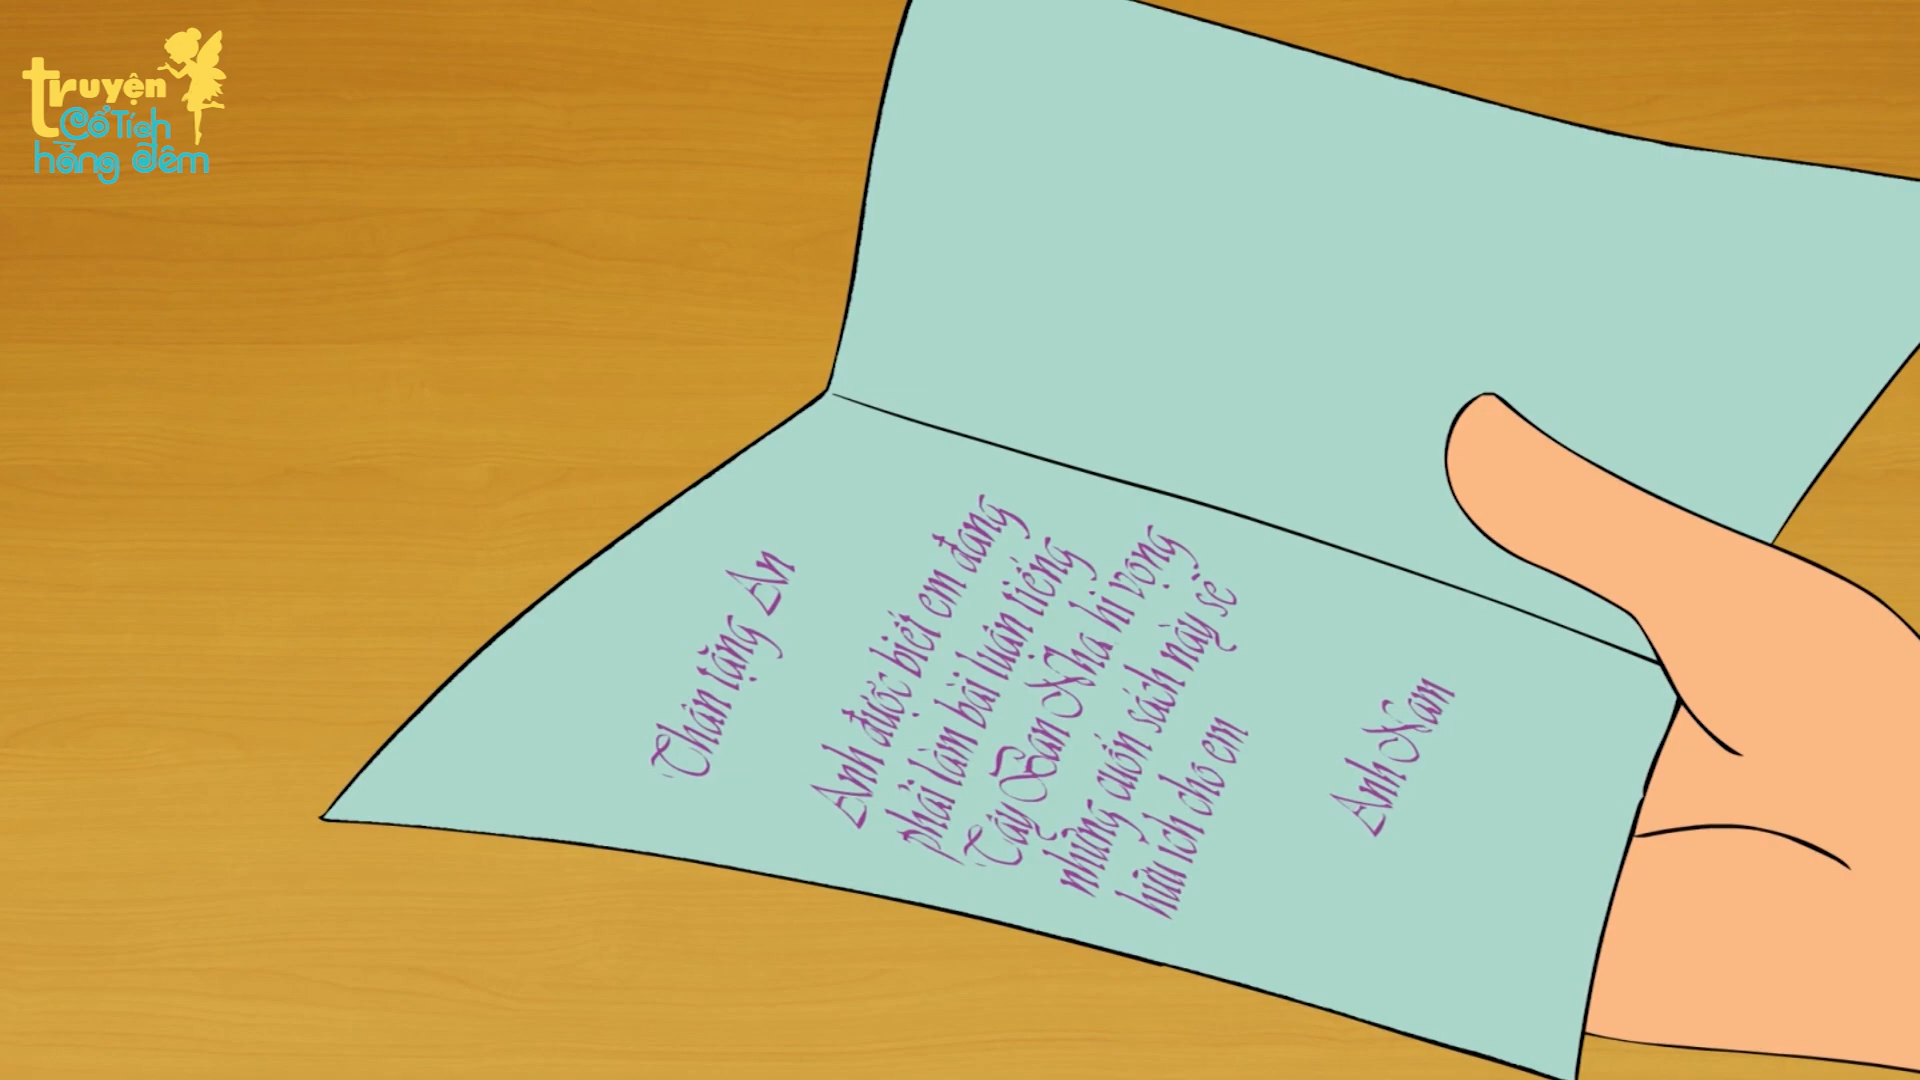 truyện
Cổ Tích
hằng đêm
Thân tặng An
Anh được biết em đang
phải làm bài luận tiếng
Tây Ban Nha hi vọng
những cuốn sách này sẽ
hữu ích cho em
Anh Nam